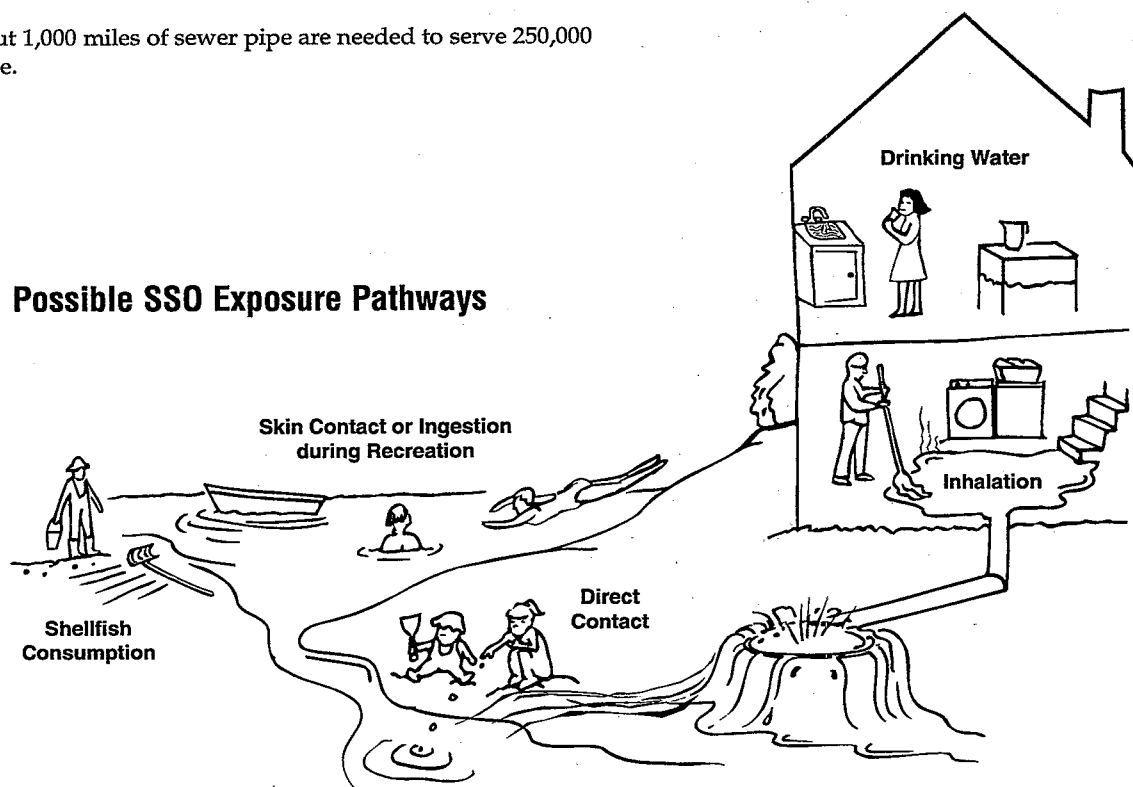 1,000 miles of sewer pipe are needed to serve 250,000
Drinking Water
Possible SSO Exposure Pathways
Skin Contact or Ingestion
during Recreation
Inhalation
Direct
Contact
Shellfish
Consumption